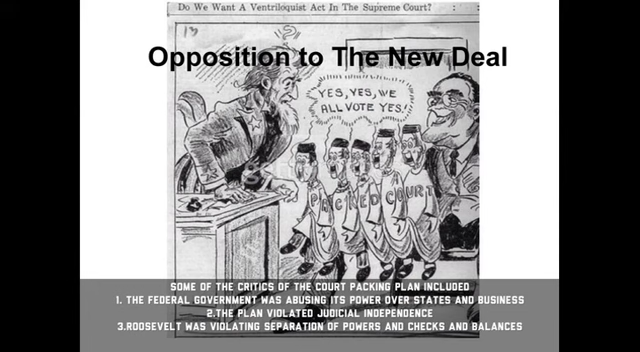 Do We Want A Ventriloquist Act In The Supreme Court?
13
Opposition to The New Deal
YES, YES, WE
ALL VOTE YES!
PACKED COURT
SOME OF THE CRITICS OF THE COURT PACKING PLAN INCLUDED
1. THE FEDERAL GOVERNMENT WAS ABUSING ITS POWER OVER STATES AND BUSINESS
2.THE PLAN VIOLATED JUDICIAL INDEPENDENCE
3.ROOSEVELT WAS VIOLATING SEPARATION OF POWERS AND CHECKS AND BALANCES